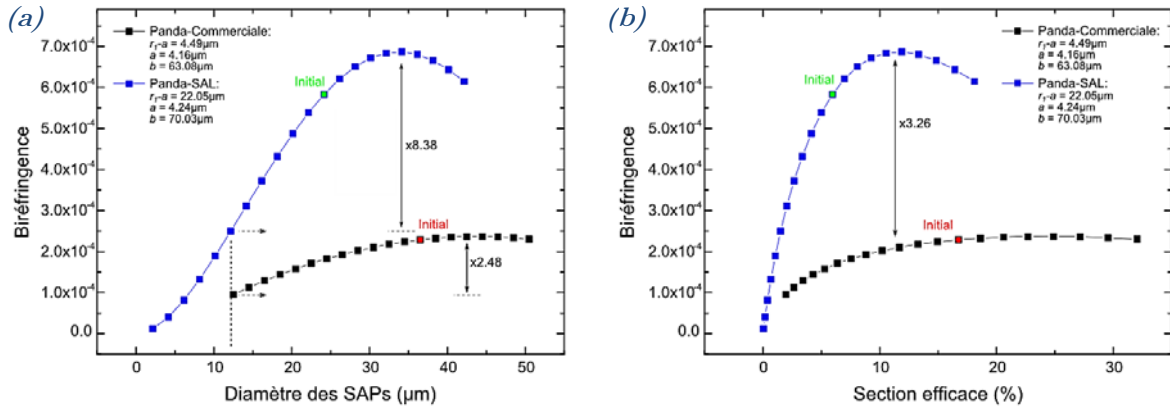 (a)
Panda-Commerciale:
r₁-a = 4.49µm
a = 4.16µm
b = 63.08µm
Panda-SAL:
r₁-a = 22.05µm
a = 4.24µm
b = 70.03µm
Initial
x8.38
Initial
x2.48
7.0x10⁻⁴
6.0x10⁻⁴
5.0x10⁻⁴
4.0x10⁻⁴
3.0x10⁻⁴
2.0x10⁻⁴
1.0x10⁻⁴
0.0
Biréfringence
0 10 20 30 40 50
Diamètre des SAPs (µm)
(b)
Panda-Commerciale:
r₁-a = 4.49µm
a = 4.16µm
b = 63.08µm
Panda-SAL:
r₁-a = 22.05µm
a = 4.24µm
b = 70.03µm
Initial
x3.26
Initial
7.0x10⁻⁴
6.0x10⁻⁴
5.0x10⁻⁴
4.0x10⁻⁴
3.0x10⁻⁴
2.0x10⁻⁴
1.0x10⁻⁴
0.0
Biréfringence
0 10 20 30
Section efficace (%)